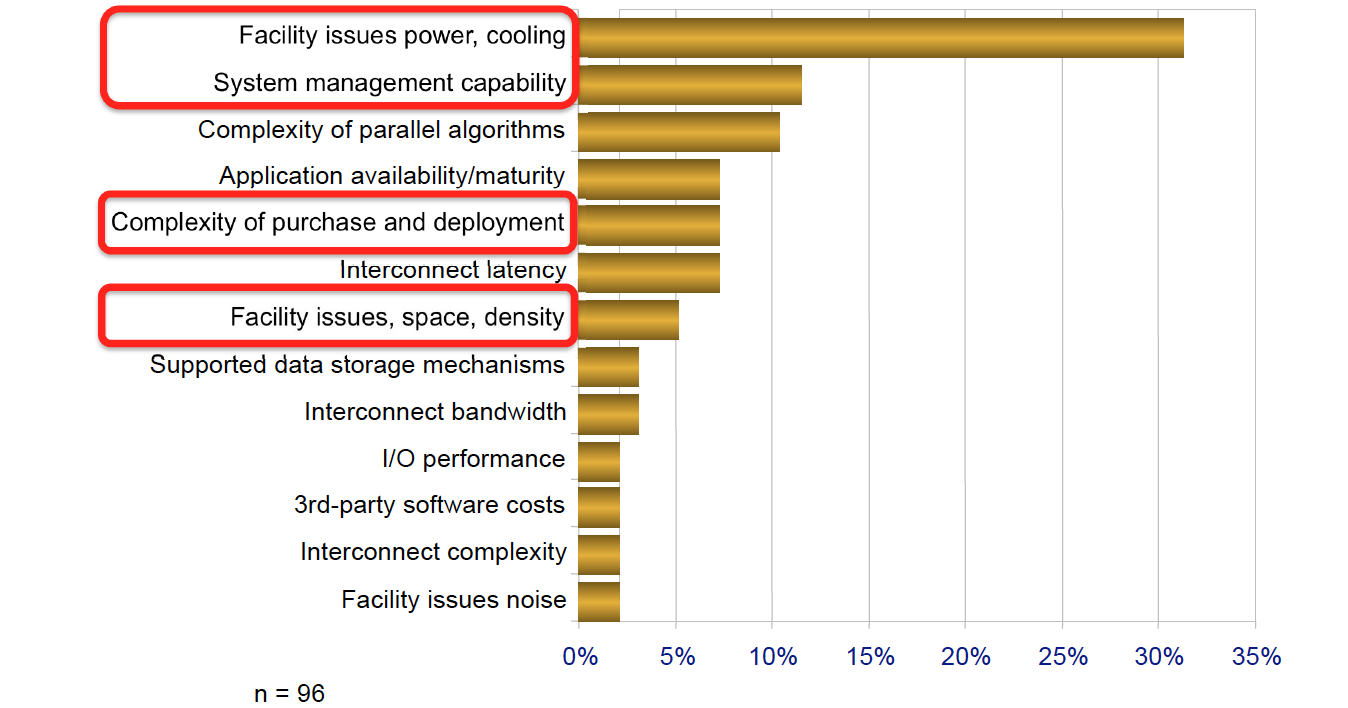 Facility issues power, cooling
System management capability
Complexity of parallel algorithms
Application availability/maturity
Complexity of purchase and deployment
Interconnect latency
Facility issues, space, density
Supported data storage mechanisms
Interconnect bandwidth
I/O performance
3rd-party software costs
Interconnect complexity
Facility issues noise
0% 5% 10% 15% 20% 25% 30% 35%
n = 96